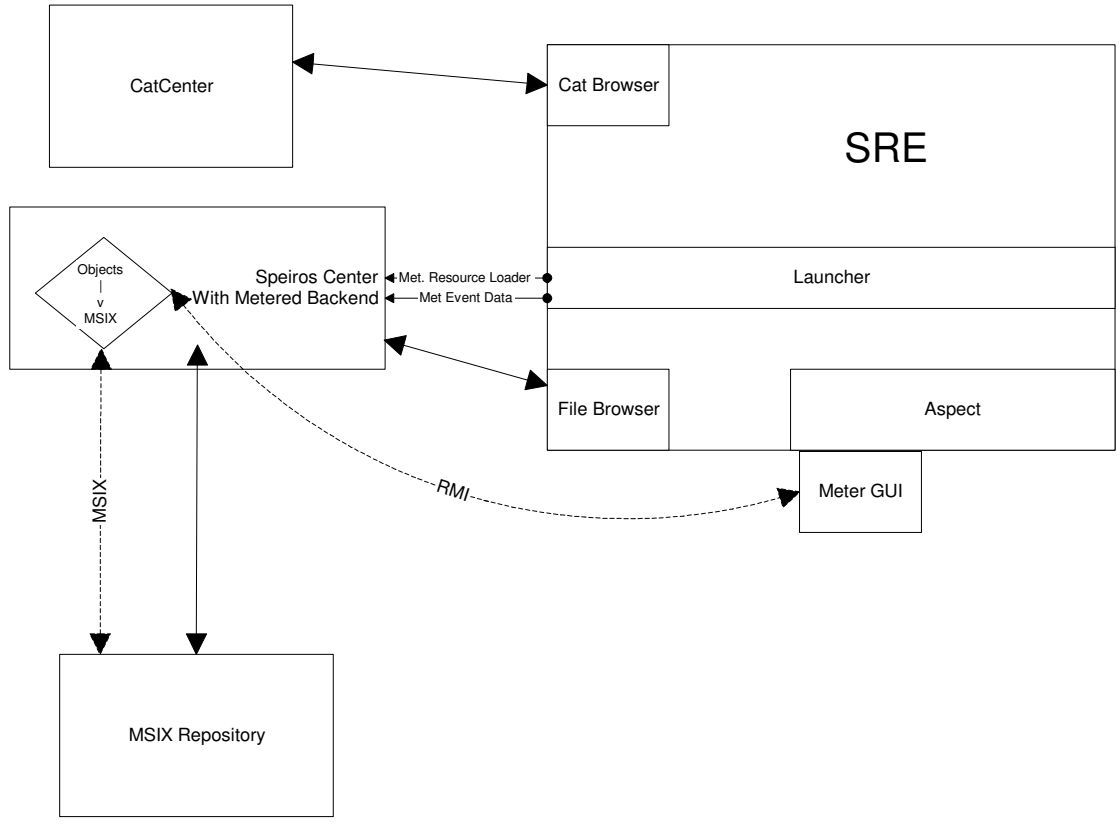 CatCenter
Cat Browser
SRE
Objects
|
v
MSIX
Speiros Center
With Metered Backend
Met. Resource Loader
Met Event Data
Launcher
File Browser
Aspect
Meter GUI
RMI
MSIX
MSIX Repository